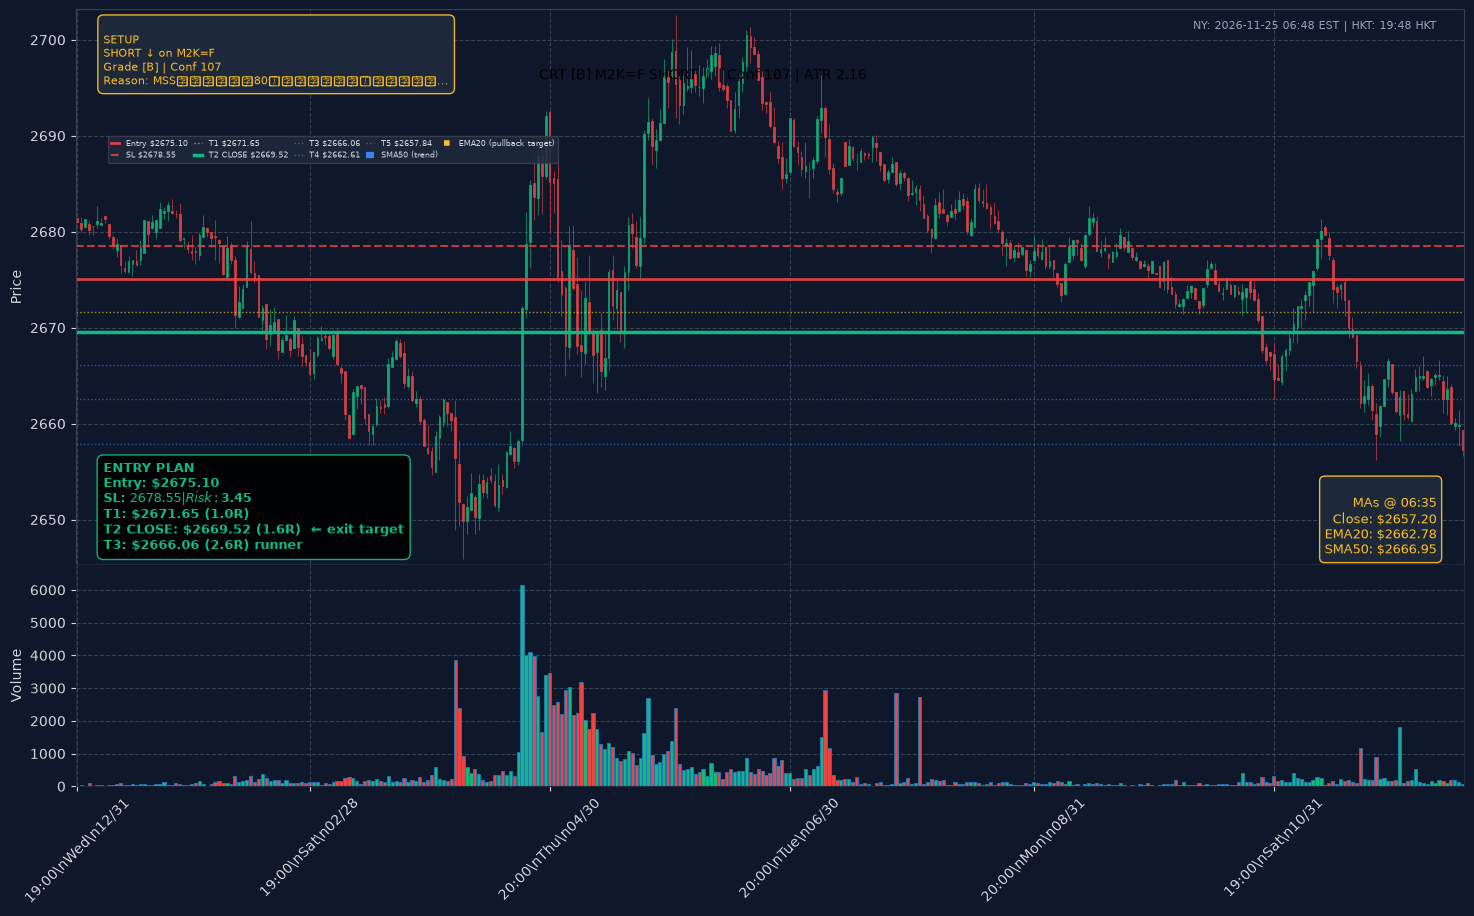 NY: 2026-11-25 06:48 EST | HKT: 19:48 HKT
SETUP
SHORT ↓ on M2K=F
Grade [B] | Conf 107
Reason: MSS 80 ...
CRT [B] M2K=F SHORT | Conf 107 | ATR 2.16
Entry $2675.10
SL $2678.55
T1 $2671.65
T2 CLOSE $2669.52
T3 $2666.06
T4 $2662.61
T5 $2657.84
SMA50 (trend)
EMA20 (pullback target)
Price
2700
2690
2680
2670
2660
2650
ENTRY PLAN
Entry: $2675.10
SL: 2678.55|Risk:3.45
T1: $2671.65 (1.0R)
T2 CLOSE: $2669.52 (1.6R) ← exit target
T3: $2666.06 (2.6R) runner
MAs @ 06:35
Close: $2657.20
EMA20: $2662.78
SMA50: $2666.95
Volume
6000
5000
4000
3000
2000
1000
0
19:00\nWed\n12/31
19:00\nSat\n02/28
20:00\nThu\n04/30
20:00\nTue\n06/30
20:00\nMon\n08/31
19:00\nSat\n10/31